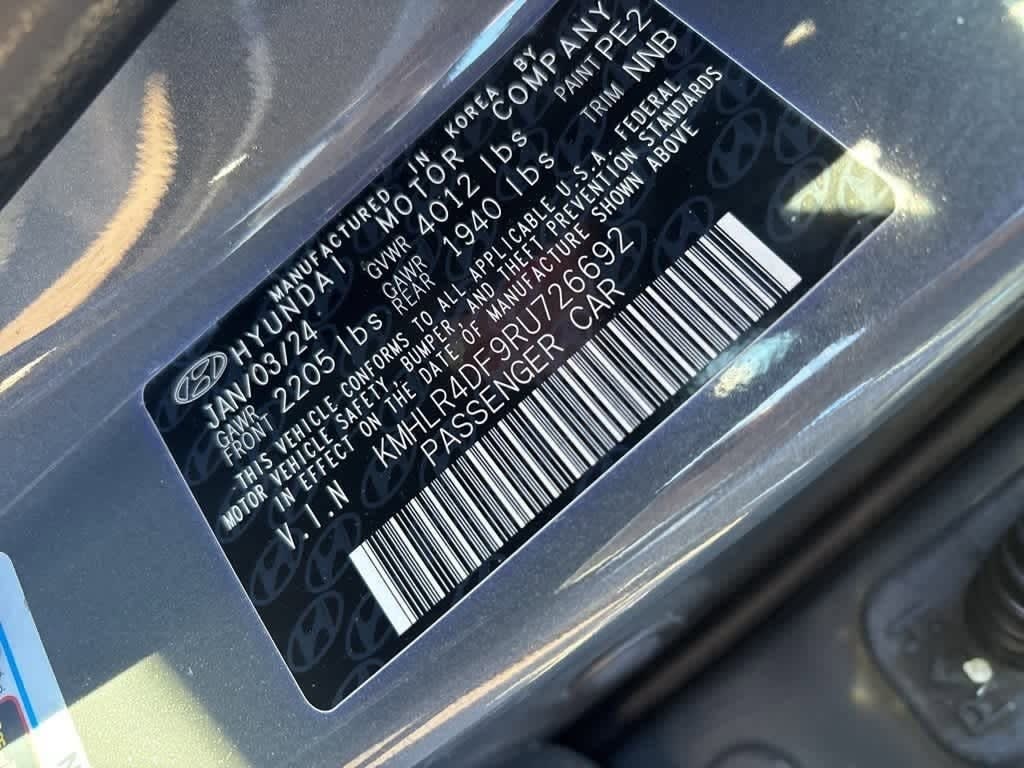 HYUNDAI
MANUFACTURED IN KOREA BY
HYUNDAI MOTOR COMPANY
JAN/03/24 GVWR 4012 lbs PAINT PE2
GAWR FRONT 2205 lbs GAWR REAR 1940 lbs TRIM NNB
THIS VEHICLE CONFORMS TO ALL APPLICABLE U.S.A FEDERAL
MOTOR VEHICLE SAFETY, BUMPER, AND THEFT PREVENTION STANDARDS
IN EFFECT ON THE DATE OF MANUFACTURE SHOWN ABOVE
V.I.N KMHLR4DF9RU726692
PASSENGER CAR